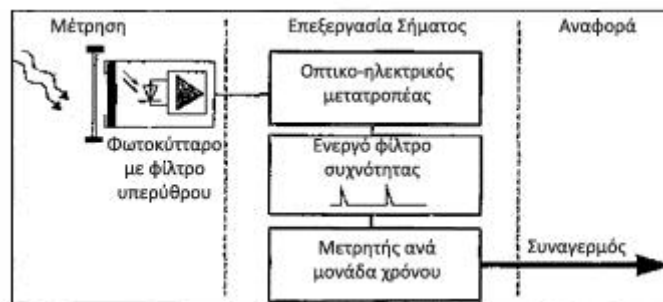 Μέτρηση
Επεξεργασία Σήματος
Αναφορά
Οπτικο-ηλεκτρικός
μετατροπέας
Φωτοκύτταρο
με φίλτρο
υπερύθρου
Ενεργό φίλτρο
συχνότητας
Μετρητής ανά
μονάδα χρόνου
Συναγερμός